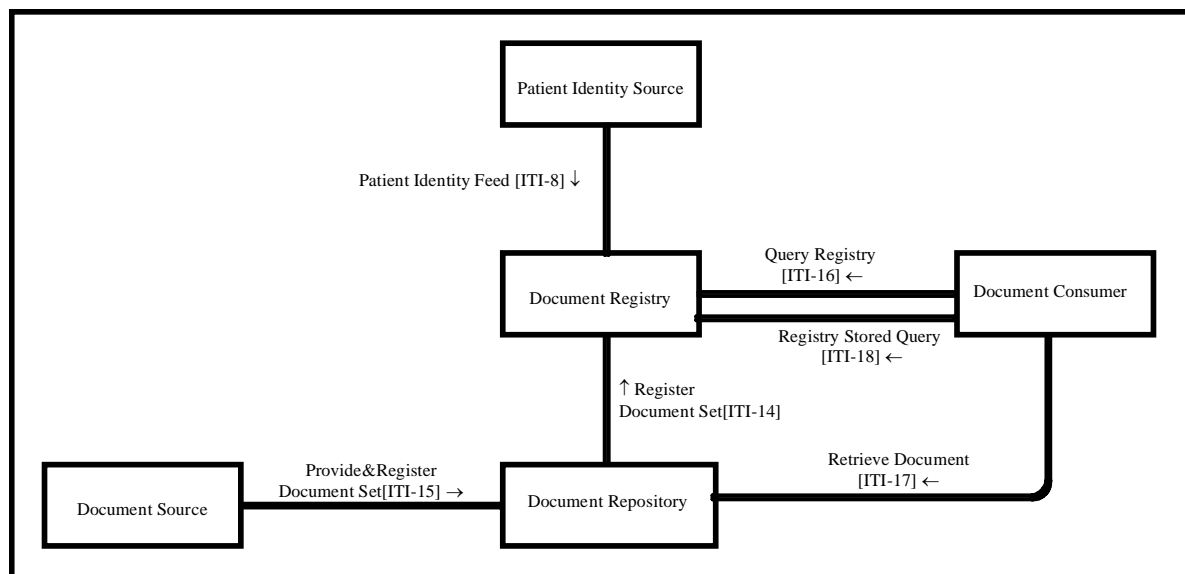 Patient Identity Source
Patient Identity Feed [ITI-8] ↓
Query Registry
[ITI-16] ←
Document Registry
Document Consumer
Registry Stored Query
[ITI-18] ←
↑ Register
Document Set[ITI-14]
Provide&Register
Document Set[ITI-15] →
Retrieve Document
[ITI-17] ←
Document Source
Document Repository